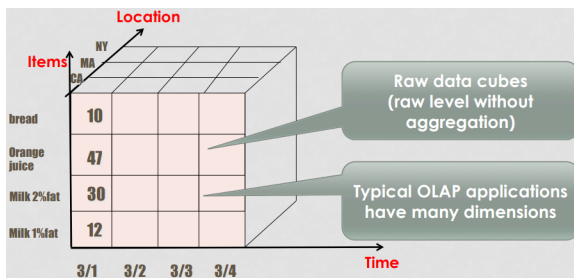 Location
Items
NY
MA
CA
bread
10
Orange
juice
47
Milk 2%fat
30
Milk 1%fat
12
3/1 3/2 3/3 3/4
Time
Raw data cubes
(raw level without
aggregation)
Typical OLAP applications
have many dimensions